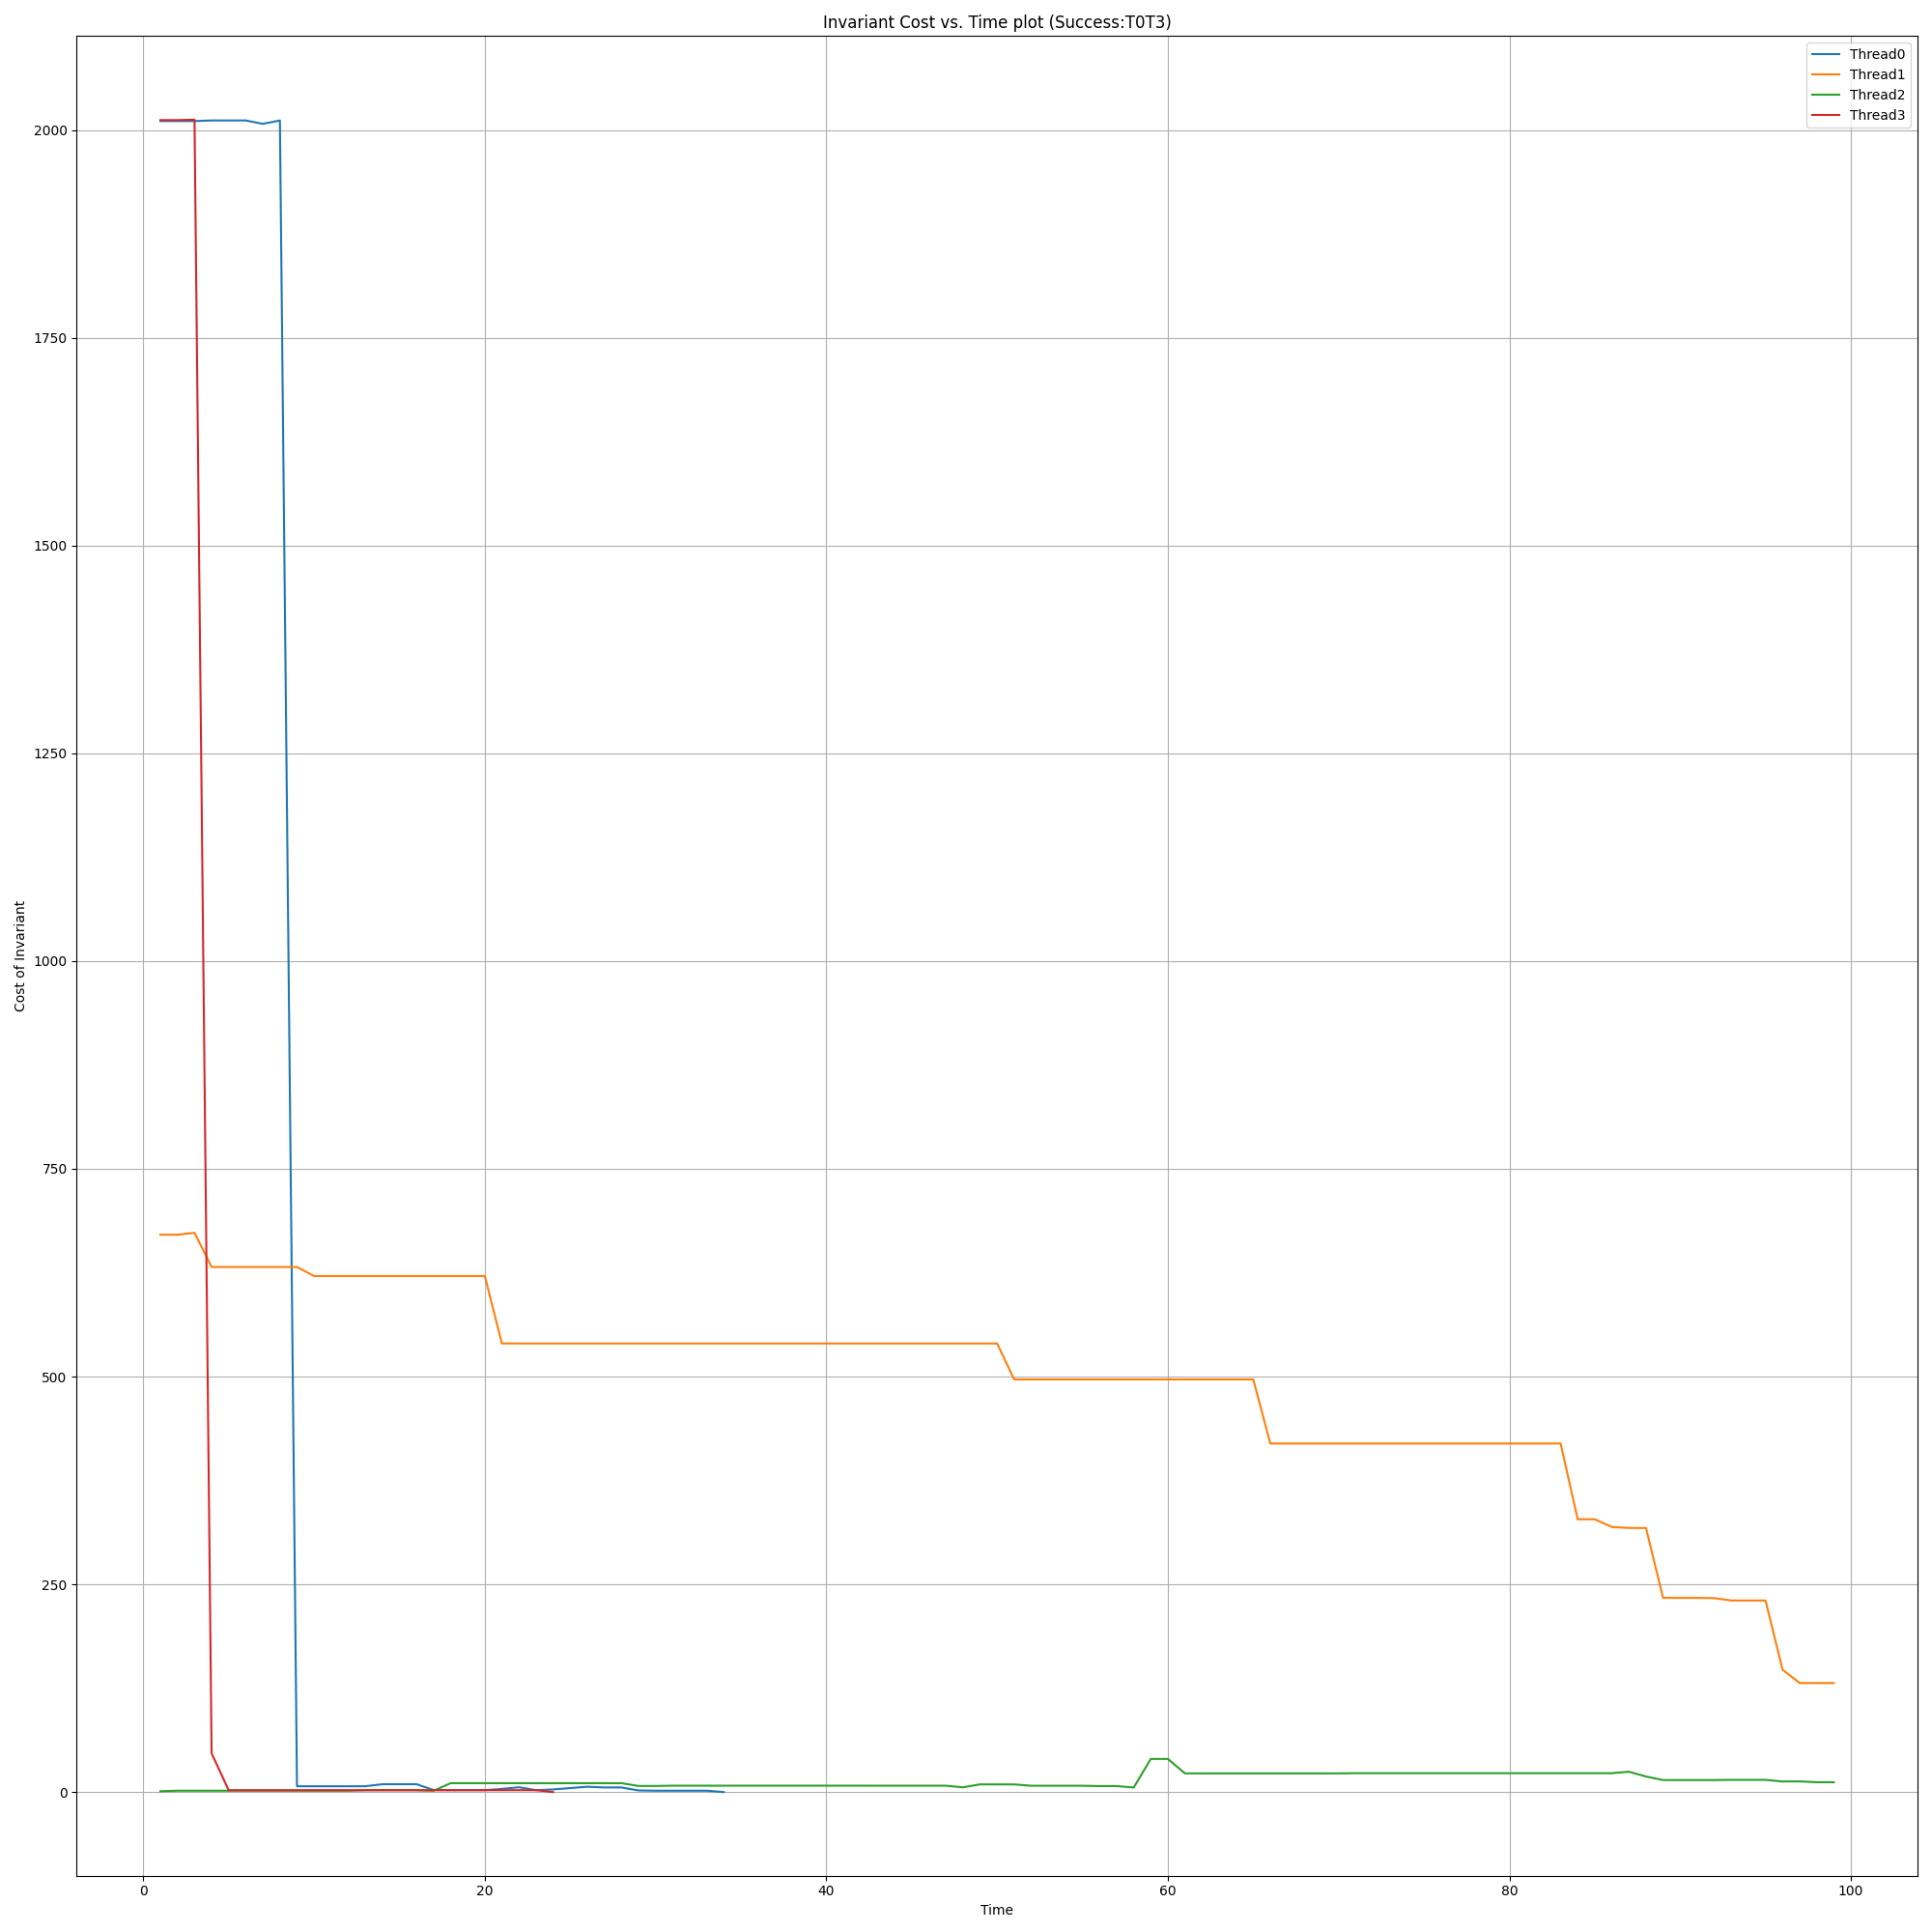 Invariant Cost vs. Time plot (Success:T0T3)
Thread0
Thread1
Thread2
Thread3
2000
1750
1500
1250
1000
750
500
250
0
Cost of Invariant
0 20 40 60 80 100
Time